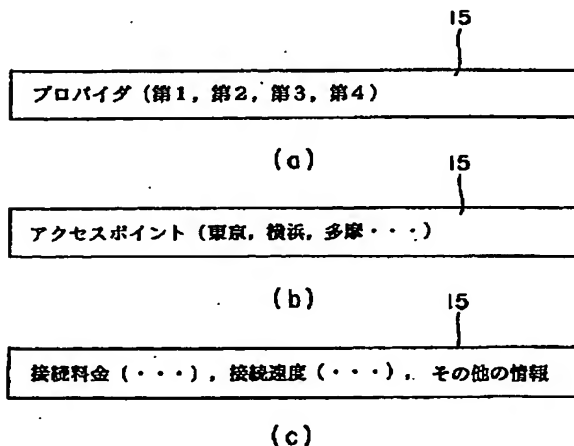 15
プロバイダ（第1，第2，第3，第4）
(a)
15
アクセスポイント（東京，横浜，多摩・・・）
(b)
15
接続料金（・・・），接続速度（・・・），その他の情報
(c)